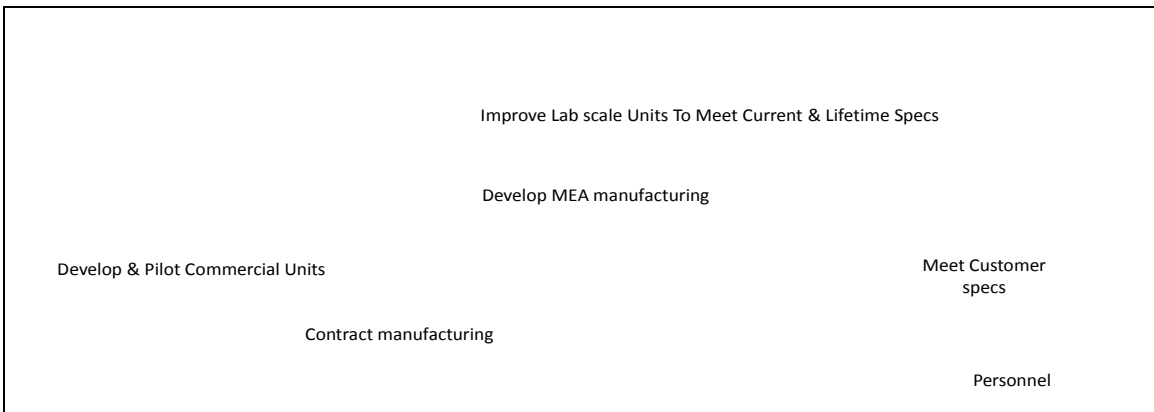 Improve Lab scale Units To Meet Current & Lifetime Specs
Develop MEA manufacturing
Develop & Pilot Commercial Units
Meet Customer
specs
Contract manufacturing
Personnel